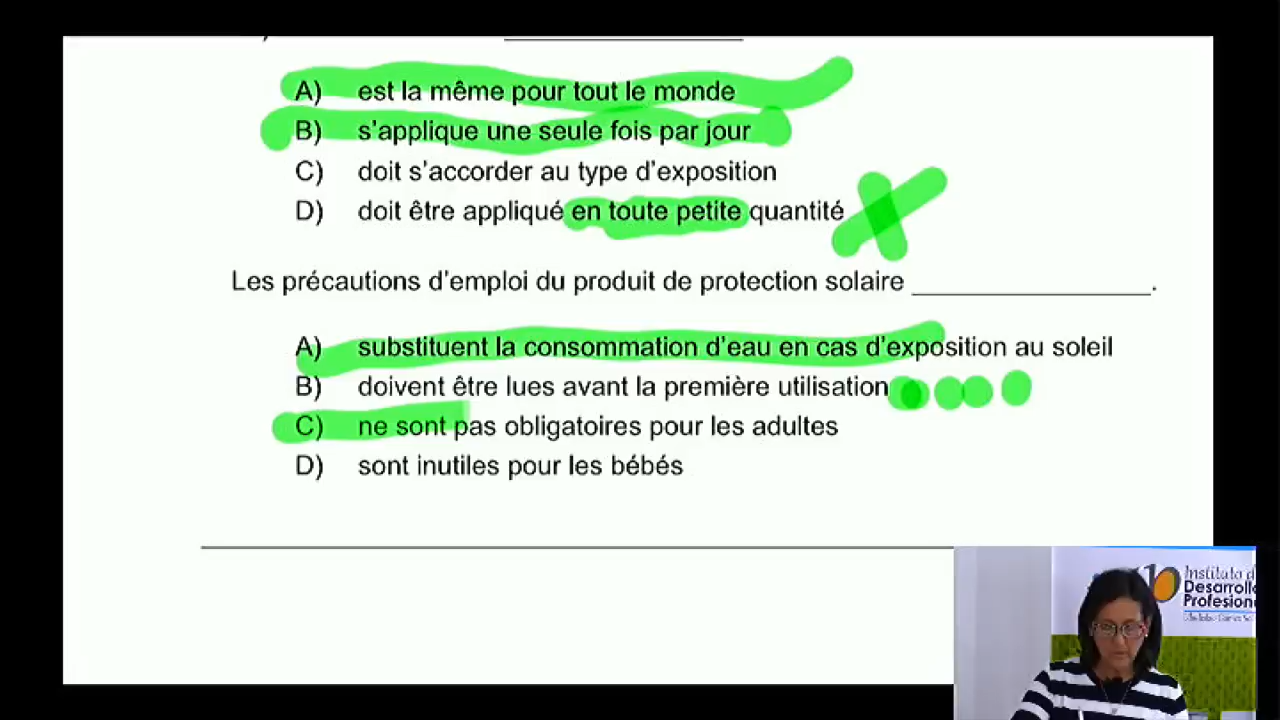 A) est la même pour tout le monde
B) s'applique une seule fois par jour
C) doit s'accorder au type d'exposition
D) doit être appliqué en toute petite quantité
Les précautions d'emploi du produit de protection solaire ________________.
A) substituent la consommation d'eau en cas d'exposition au soleil
B) doivent être lues avant la première utilisation
C) ne sont pas obligatoires pour les adultes
D) sont inutiles pour les bébés
Instituto d
Desarroll
Profesion